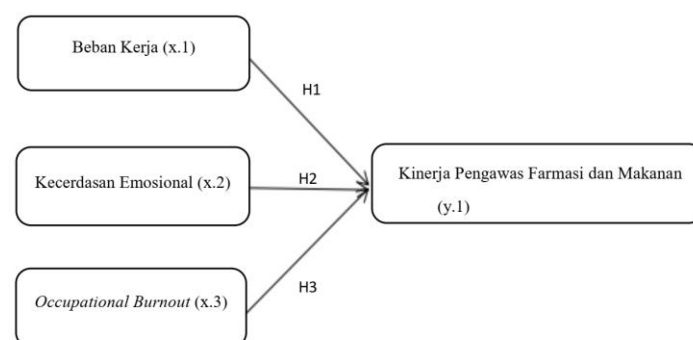 Beban Kerja (x.1)
H1
Kecerdasan Emosional (x.2)
H2
Kinerja Pengawas Farmasi dan Makanan
(y.1)
Occupational Burnout (x.3)
H3